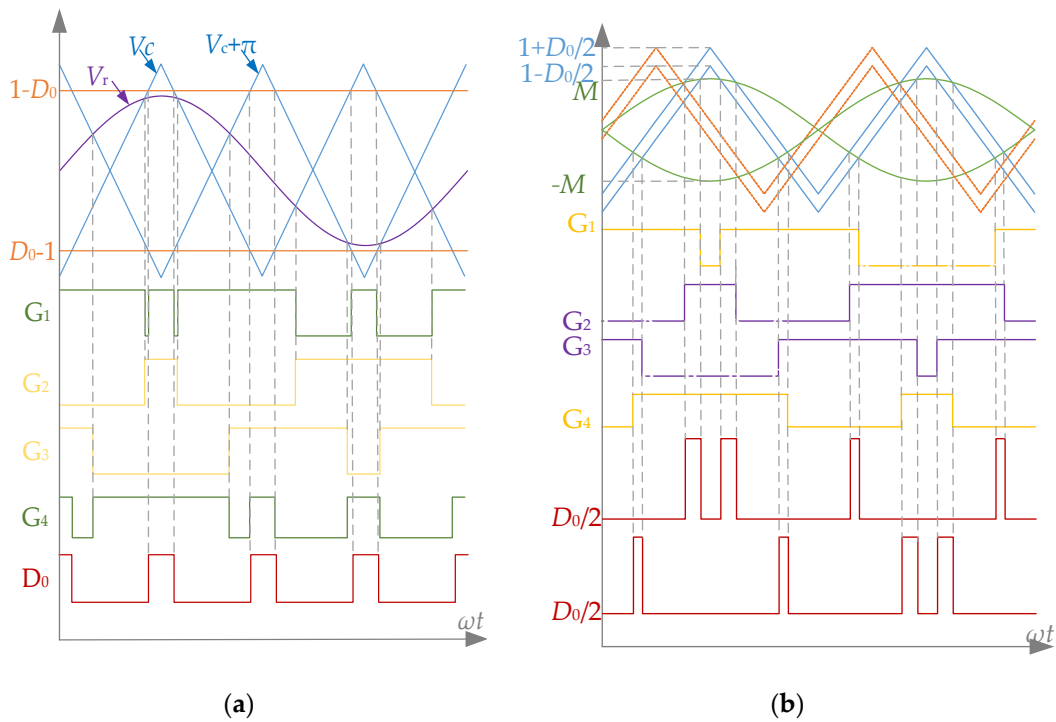 Vc
Vc+π
Vr
1-D0
D0-1
G1
G2
G3
G4
D0
ωt
(a)
1+D0/2
1-D0/2
M
-M
G1
G2
G3
G4
D0/2
D0/2
ωt
(b)